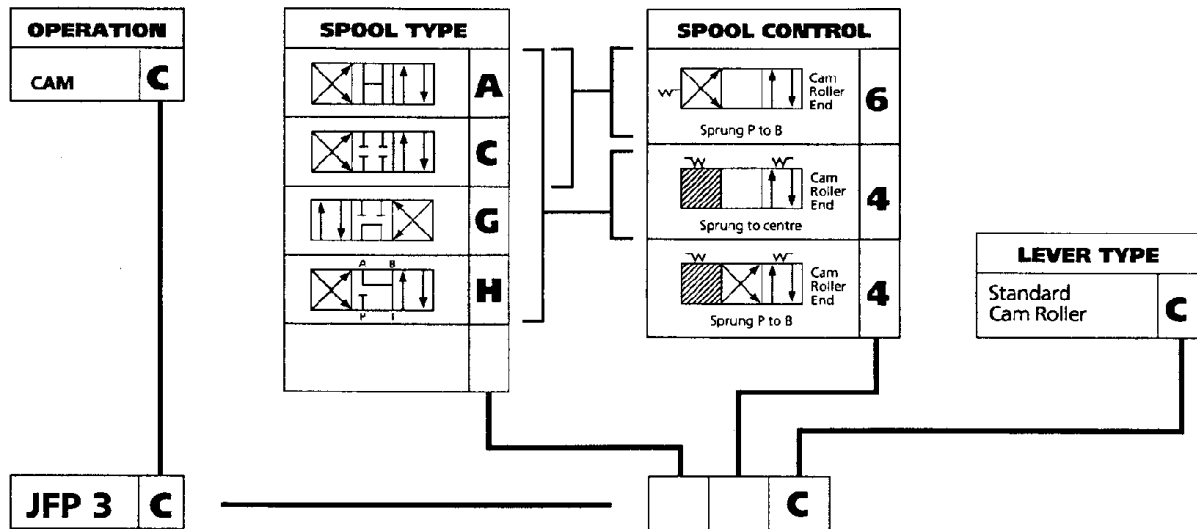 OPERATION
CAM
C
SPOOL TYPE
A
C
G
A B
H
P T
SPOOL CONTROL
Cam
Roller
End
6
Sprung P to B
Cam
Roller
End
4
Sprung to centre
Cam
Roller
End
4
Sprung P to B
LEVER TYPE
Standard
Cam Roller
C
JFP 3 C
C